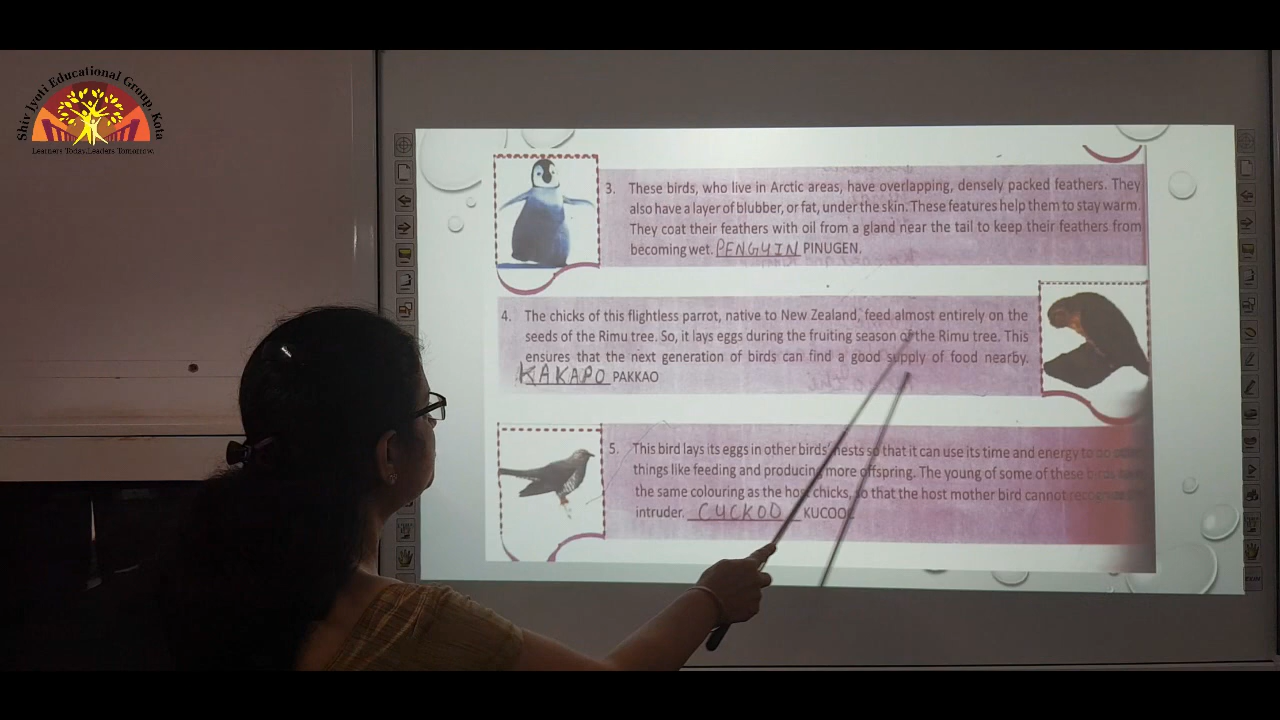 Shiv Jyoti Educational Group, Kota
Learners Today.Leaders Tomorrow.
3. These birds, who live in Arctic areas, have overlapping, densely packed feathers. They
also have a layer of blubber, or fat, under the skin. These features help them to stay warm.
They coat their feathers with oil from a gland near the tail to keep their feathers from
becoming wet. PENGUIN PINUGEN.
4. The chicks of this flightless parrot, native to New Zealand, feed almost entirely on the
seeds of the Rimu tree. So, it lays eggs during the fruiting season of the Rimu tree. This
ensures that the next generation of birds can find a good supply of food nearby.
KAKAPO PAKKAO
5. This bird lays its eggs in other birds' nests so that it can use its time and energy to do
things like feeding and producing more offspring. The young of some of these birds
the same colouring as the host chicks, so that the host mother bird cannot
intruder. CUCKOO KUCOOC